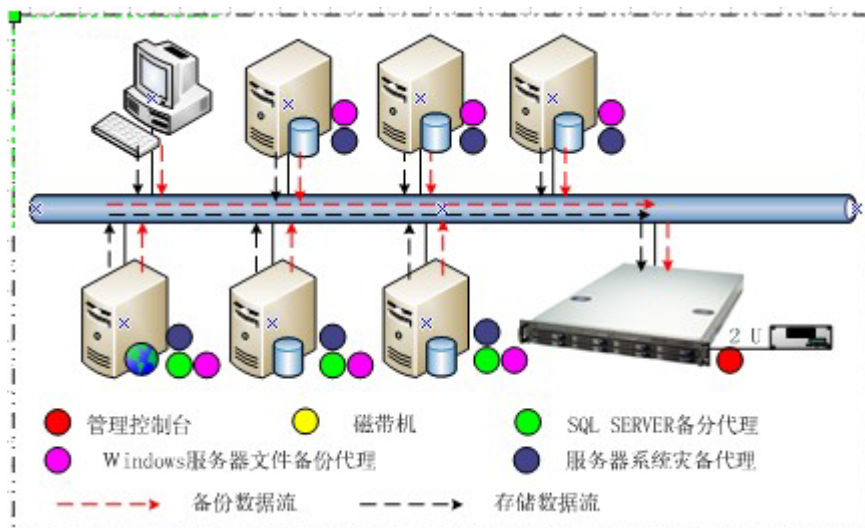 2 U
管理控制台
磁带机
SQL SERVER备分代理
Windows服务器文件备份代理
服务器系统灾备代理
备份数据流
存储数据流